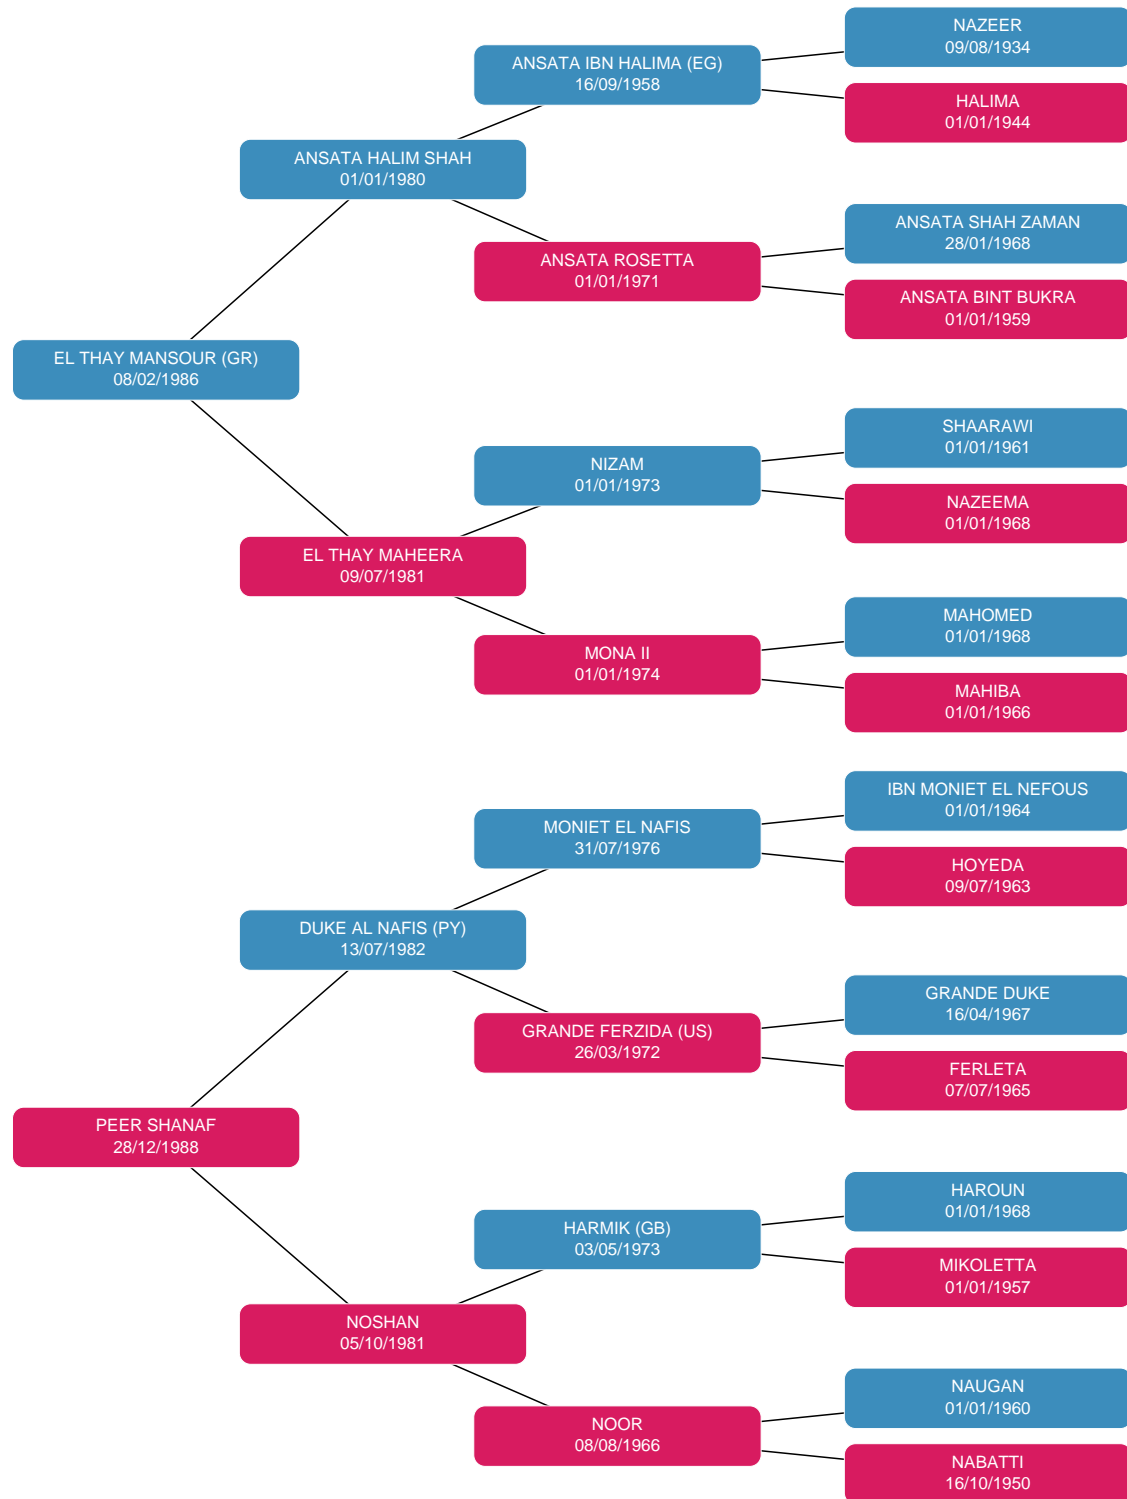 NAZEER
09/08/1934
ANSATA IBN HALIMA (EG)
16/09/1958
HALIMA
01/01/1944
ANSATA HALIM SHAH
01/01/1980
ANSATA SHAH ZAMAN
28/01/1968
ANSATA ROSETTA
01/01/1971
ANSATA BINT BUKRA
01/01/1959
EL THAY MANSOUR (GR)
08/02/1986
SHAARAWI
01/01/1961
NIZAM
01/01/1973
NAZEEMA
01/01/1968
EL THAY MAHEERA
09/07/1981
MAHOMED
01/01/1968
MONA II
01/01/1974
MAHIBA
01/01/1966
IBN MONIET EL NEFOUS
01/01/1964
MONIET EL NAFIS
31/07/1976
HOYEDA
09/07/1963
DUKE AL NAFIS (PY)
13/07/1982
GRANDE DUKE
16/04/1967
GRANDE FERZIDA (US)
26/03/1972
FERLETA
07/07/1965
PEER SHANAF
28/12/1988
HAROUN
01/01/1968
HARMIK (GB)
03/05/1973
MIKOLETTA
01/01/1957
NOSHAN
05/10/1981
NAUGAN
01/01/1960
NOOR
08/08/1966
NABATTI
16/10/1950